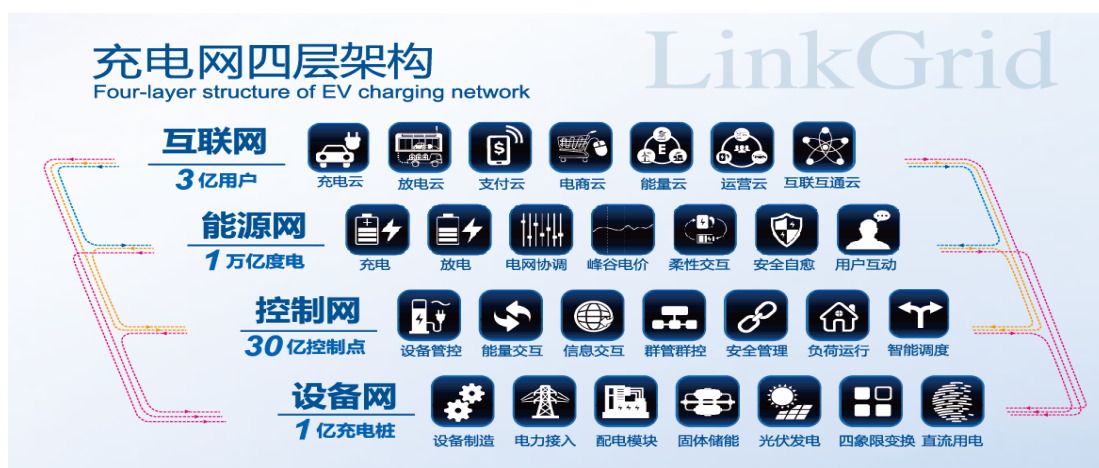 充电网四层架构
LinkGrid
Four-layer structure of EV charging network
互联网
3亿用户
充电云 放电云 支付云 电商云 能量云 运营云 互联互通云
能源网
1万亿度电
充电 放电 电网协调 峰谷电价 柔性交互 安全自愈 用户互动
控制网
30亿控制点
设备管控 能量交互 信息交互 群管群控 安全管理 负荷运行 智能调度
设备网
1亿充电桩
设备制造 电力接入 配电模块 固体储能 光伏发电 四象限变换 直流用电